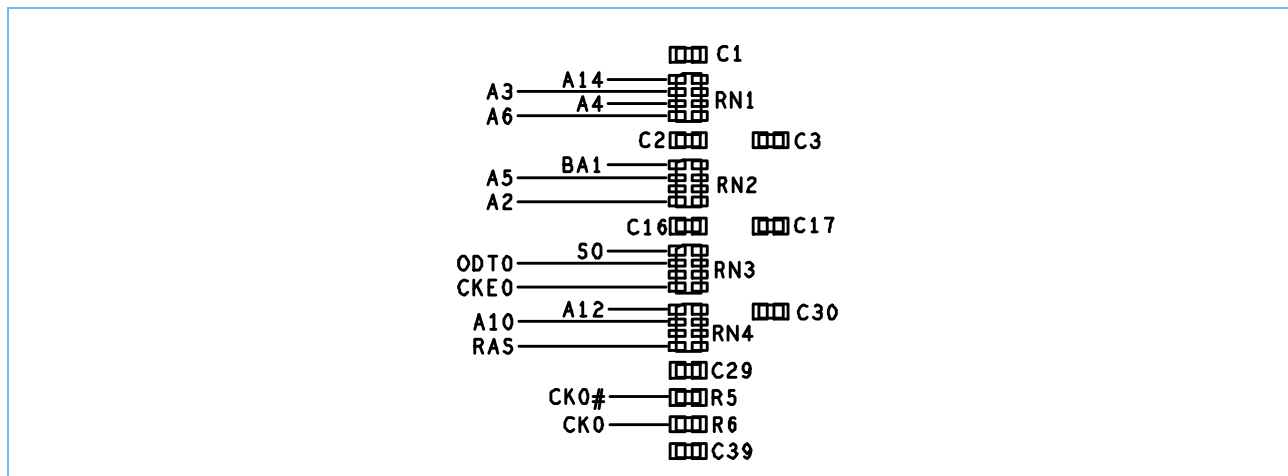 C1
A14
A3
RN1
A4
A6
C2 C3
BA1
A5
RN2
A2
C16 C17
S0
ODT0
RN3
CKE0
A12
C30
A10
RN4
RAS
C29
CK0# R5
CK0 R6
C39